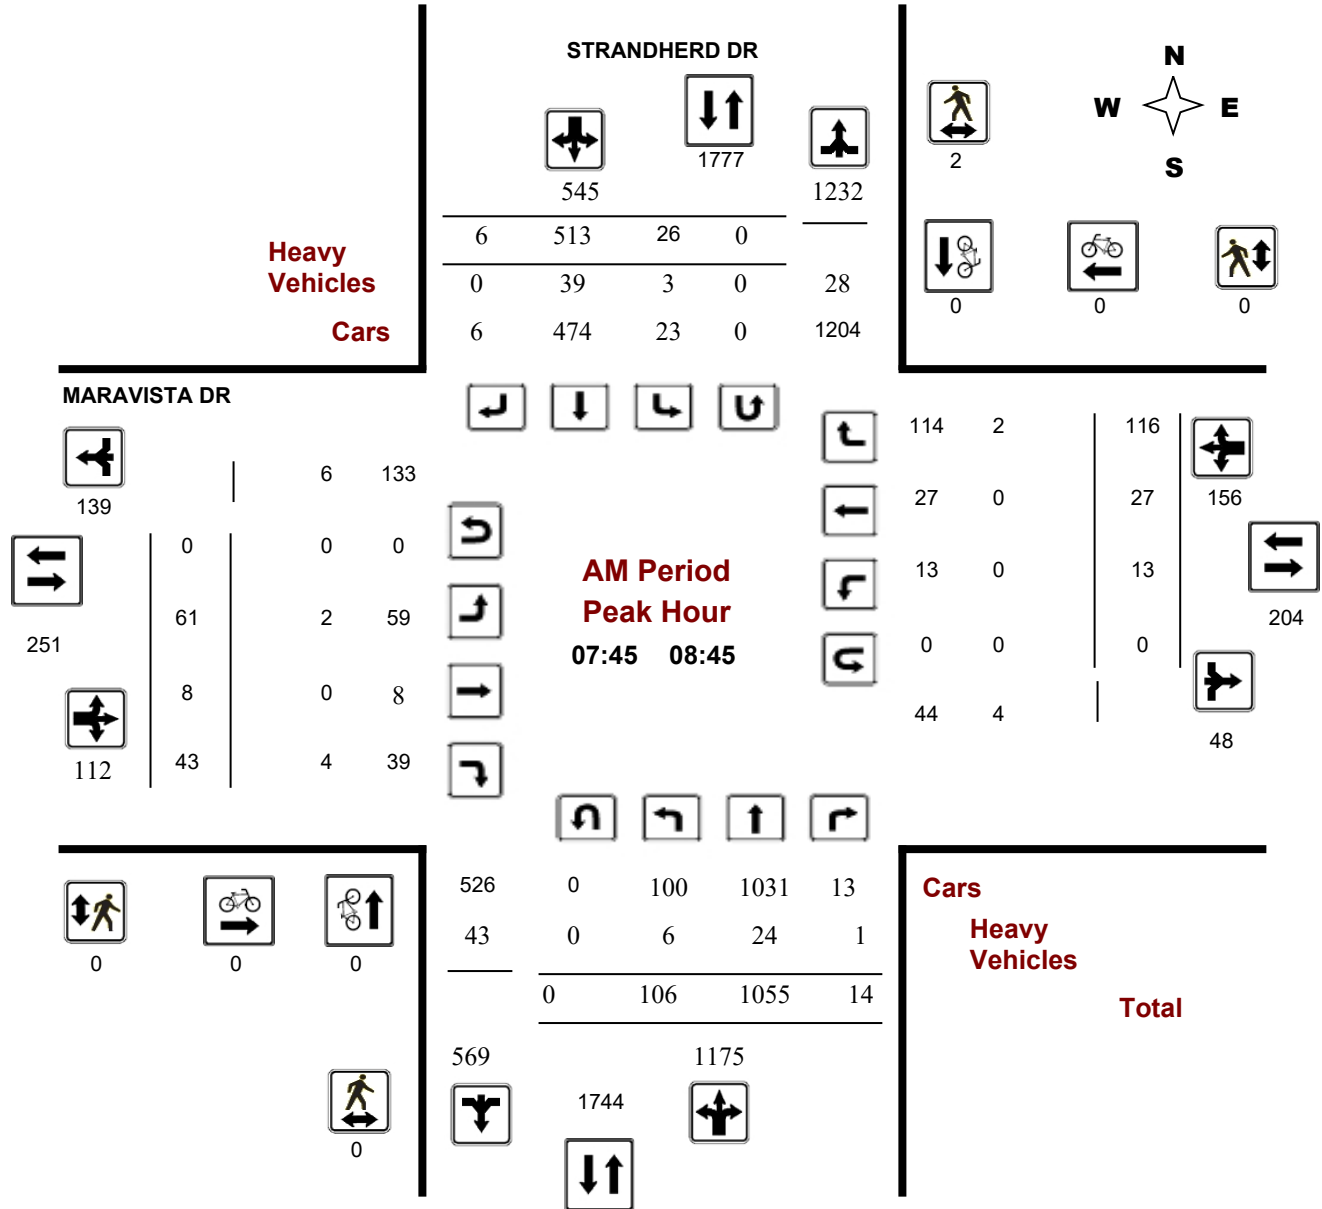 STRANDHERD DR
N
W E
S
1777
2
545 1232
6 513 26 0
Heavy
Vehicles
0 39 3 0 28
0 0 0
Cars
6 474 23 0 1204
MARAVISTA DR
114 2 116
6 133
139
27 0 27 156
0 0 0
AM Period
13 0 13
Peak Hour
61 2 59
204
251
07:45 08:45
0 0 0
8 0 8
44 4
48
112 43 4 39
526 0 100 1031 13
Cars
43 0 6 24 1
Heavy
Vehicles
0 0 0
0 106 1055 14
Total
569 1175
1744
0